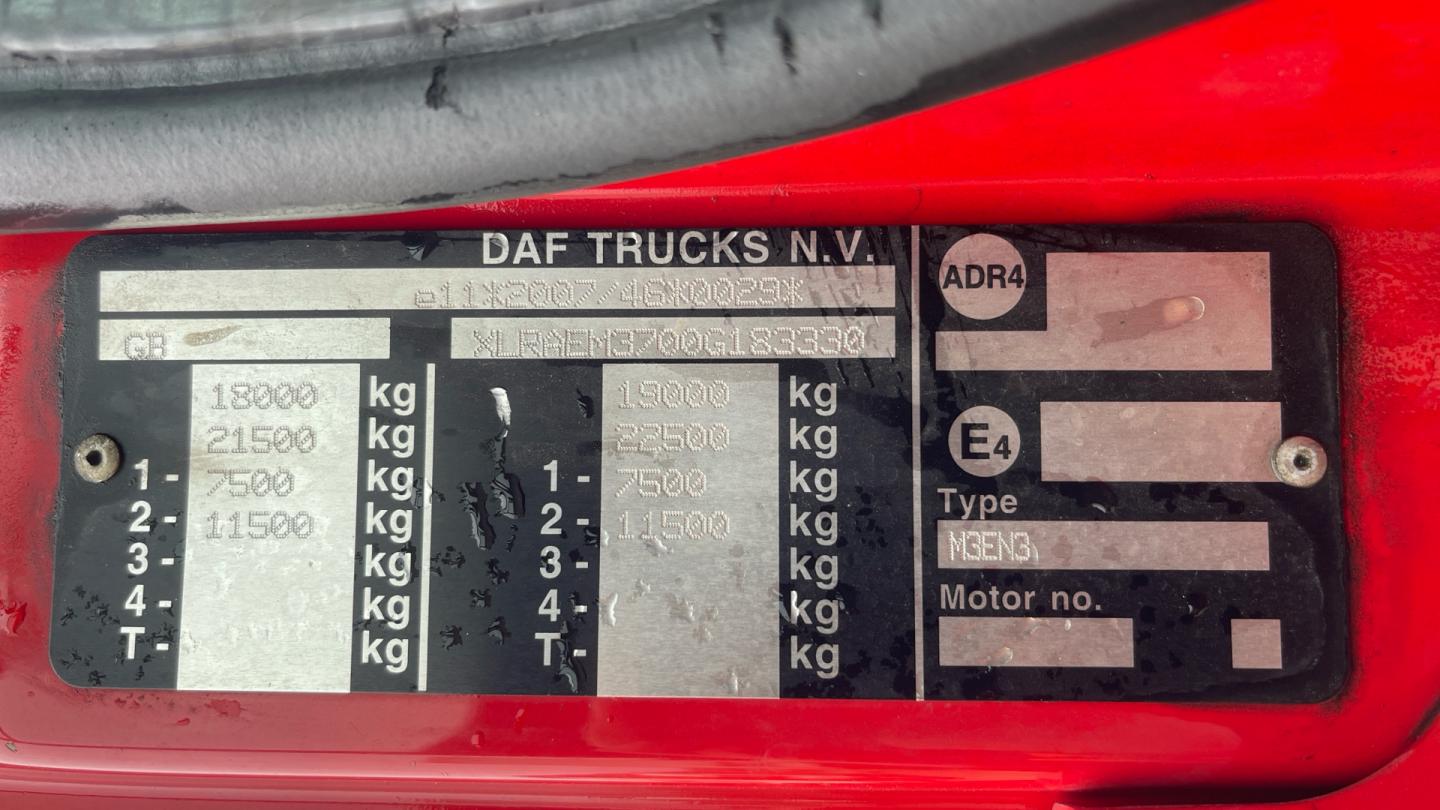 DAF TRUCKS N.V.
e11*2007/46*0029*
GB XLRAEM3700G183330
18000 kg 19000 kg
21500 kg 22500 kg
1- 7500 kg 1- 7500 kg
2- 11500 kg 2- 11500 kg
3- kg 3- kg
4- kg 4- kg
T- kg T- kg
ADR4
E4
Type
M3EN3
Motor no.